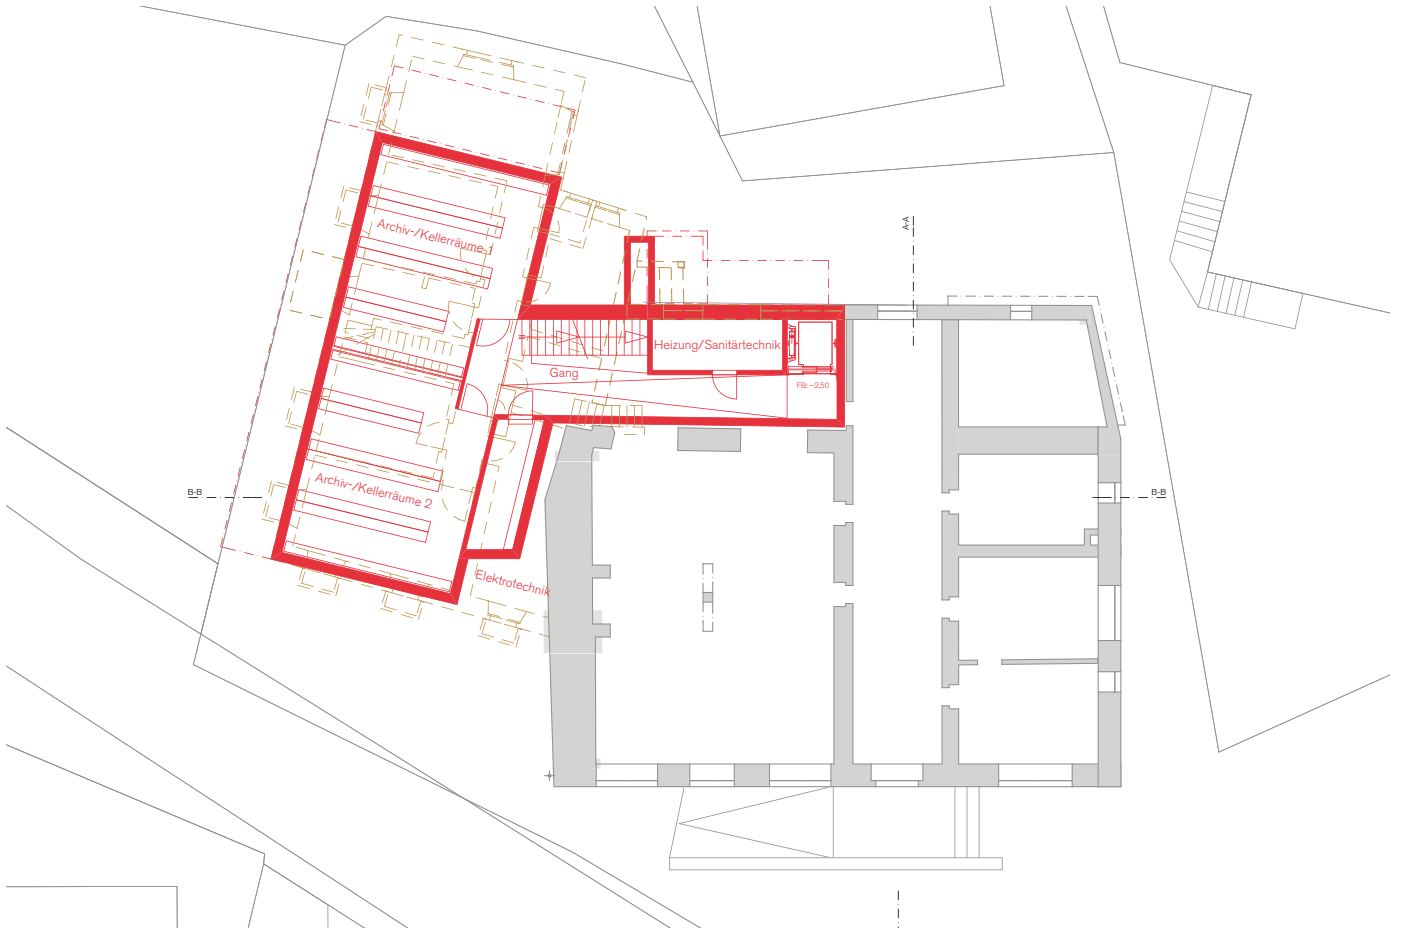 A-A
Archiv-/Kellerräume 1
Heizung/Sanitärtechnik
Gang
FB: -2,50
Archiv-/Kellerräume 2
B-B
B-B
Elektrotechnik